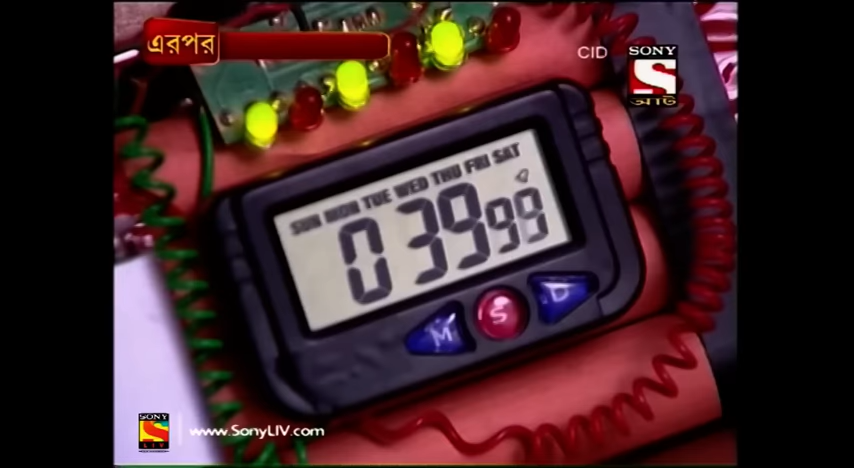 এরপর
CID
SONY
S
আট
SUN MON TUE WED THU FRI SAT
0 39 99
M S D
SONY
S
LIV
www.SonyLIV.com